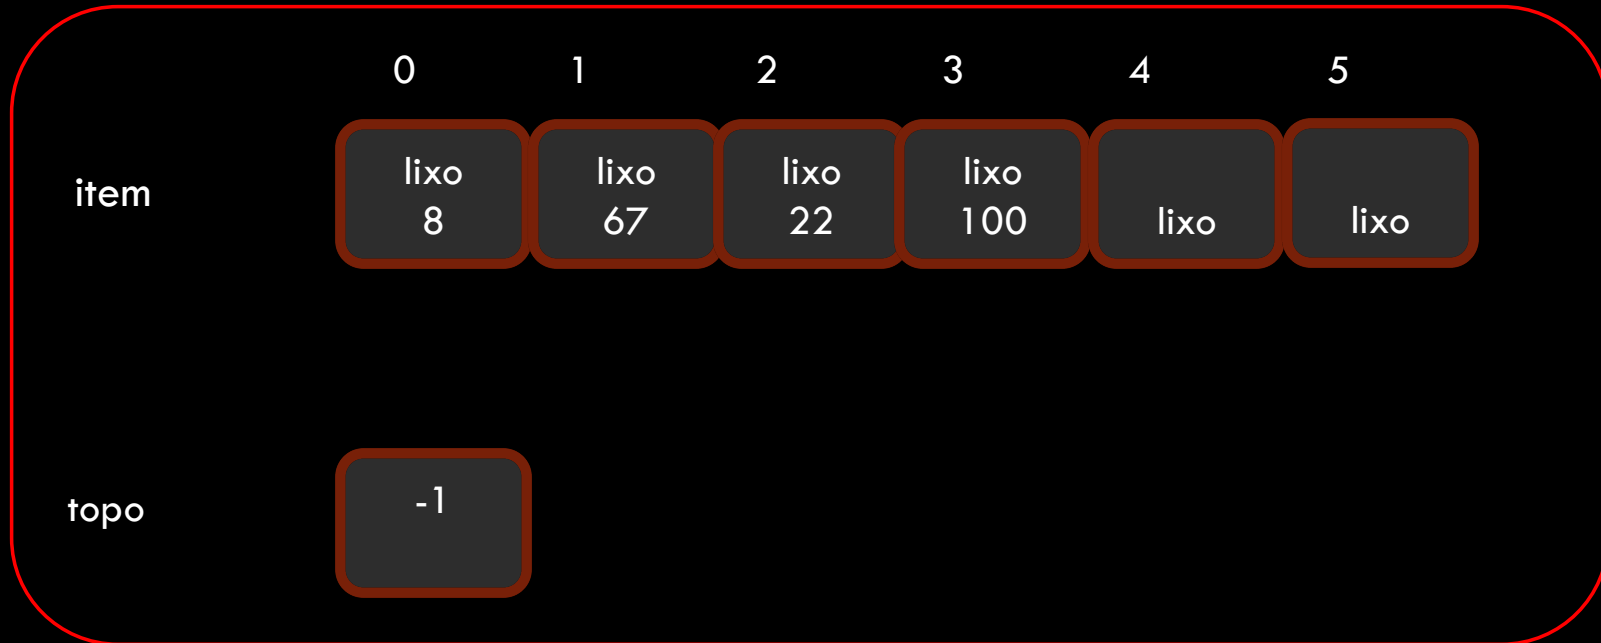 0 1 2 3 4 5
item
lixo lixo lixo lixo
8 67 22 100 lixo lixo
topo
-1